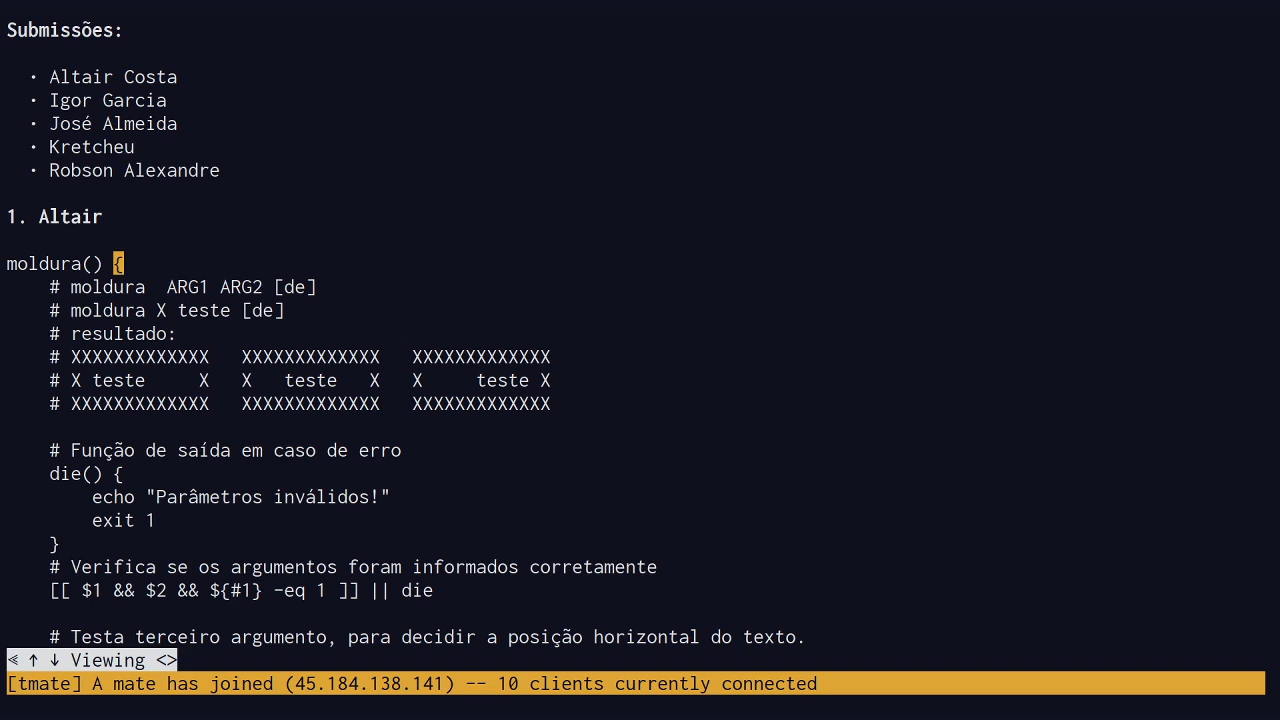 Submissões:
• Altair Costa
• Igor Garcia
• José Almeida
• Kretcheu
• Robson Alexandre
1. Altair
moldura() {
# moldura  ARG1 ARG2 [de]
# moldura X teste [de]
# resultado:
# XXXXXXXXXXXXX   XXXXXXXXXXXXX   XXXXXXXXXXXXX
# X teste     X   X   teste   X   X     teste X
# XXXXXXXXXXXXX   XXXXXXXXXXXXX   XXXXXXXXXXXXX
# Função de saída em caso de erro
die() {
echo "Parâmetros inválidos!"
exit 1
}
# Verifica se os argumentos foram informados corretamente
[[ $1 && $2 && ${#1} -eq 1 ]] || die
# Testa terceiro argumento, para decidir a posição horizontal do texto.
⪡ ↑ ↓ Viewing <>
[tmate] A mate has joined (45.184.138.141) -- 10 clients currently connected